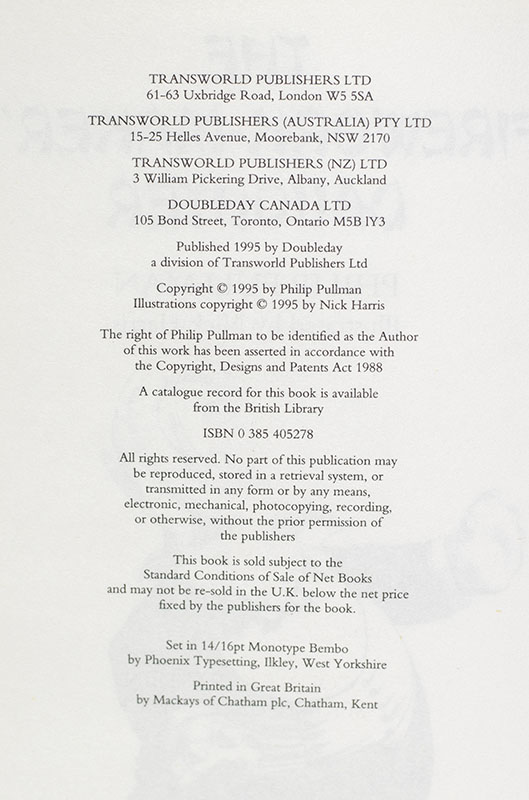 TRANSWORLD PUBLISHERS LTD
61-63 Uxbridge Road, London W5 5SA
TRANSWORLD PUBLISHERS (AUSTRALIA) PTY LTD
15-25 Helles Avenue, Moorebank, NSW 2170
TRANSWORLD PUBLISHERS (NZ) LTD
3 William Pickering Drive, Albany, Auckland
DOUBLEDAY CANADA LTD
105 Bond Street, Toronto, Ontario M5B lY3
Published 1995 by Doubleday
a division of Transworld Publishers Ltd
Copyright © 1995 by Philip Pullman
Illustrations copyright © 1995 by Nick Harris
The right of Philip Pullman to be identified as the Author
of this work has been asserted in accordance with
the Copyright, Designs and Patents Act 1988
A catalogue record for this book is available
from the British Library
ISBN 0 385 405278
All rights reserved. No part of this publication may
be reproduced, stored in a retrieval system, or
transmitted in any form or by any means,
electronic, mechanical, photocopying, recording,
or otherwise, without the prior permission of
the publishers
This book is sold subject to the
Standard Conditions of Sale of Net Books
and may not be re-sold in the U.K. below the net price
fixed by the publishers for the book.
Set in 14/16pt Monotype Bembo
by Phoenix Typesetting, Ilkley, West Yorkshire
Printed in Great Britain
by Mackays of Chatham plc, Chatham, Kent